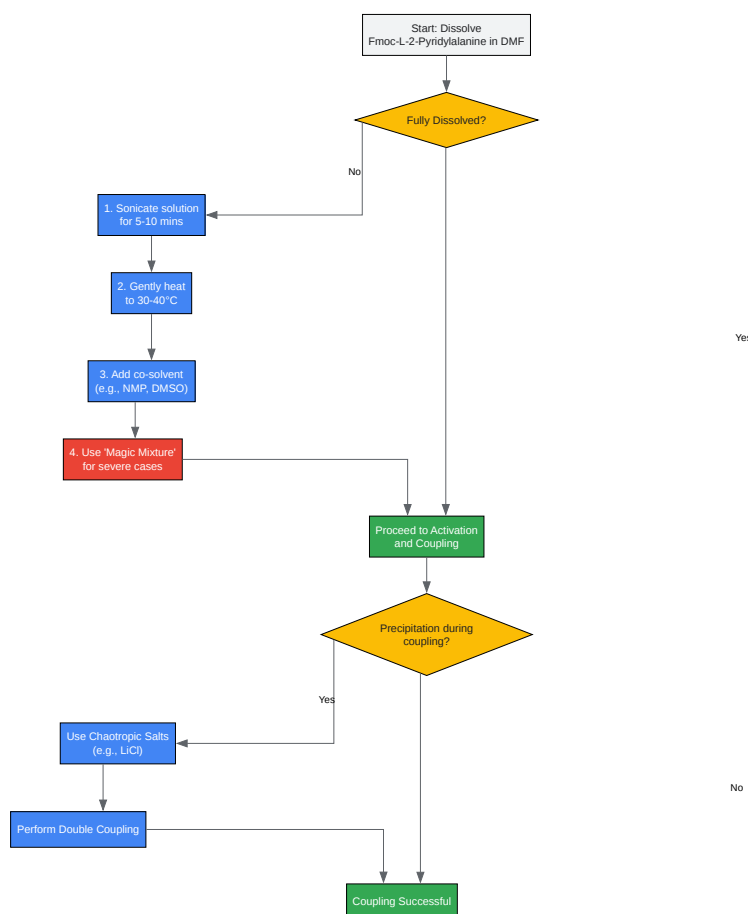 Start: Dissolve
Fmoc-L-2-Pyridylalanine in DMF
Fully Dissolved?
No
1. Sonicate solution
for 5-10 mins
2. Gently heat
to 30-40°C
Yes
3. Add co-solvent
(e.g., NMP, DMSO)
4. Use 'Magic Mixture'
for severe cases
Proceed to Activation
and Coupling
Precipitation during
coupling?
Yes
Use Chaotropic Salts
(e.g., LiCl)
No
Perform Double Coupling
Coupling Successful